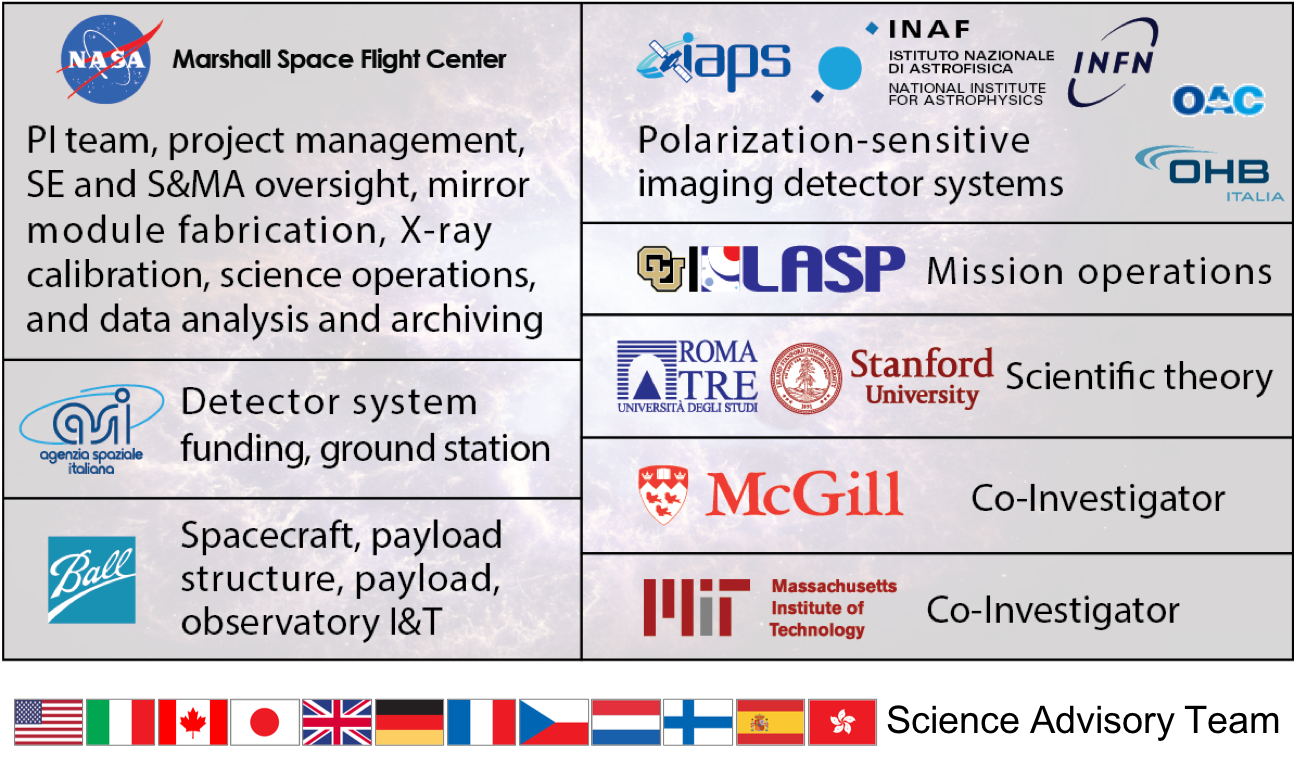 NASA
Marshall Space Flight Center
PI team, project management,
SE and S&MA oversight, mirror
module fabrication, X-ray
calibration, science operations,
and data analysis and archiving
asi
agenzia spaziale
italiana
Detector system
funding, ground station
Ball
Spacecraft, payload
structure, payload,
observatory I&T
iaps
INAF
ISTITUTO NAZIONALE
DI ASTROFISICA
NATIONAL INSTITUTE
FOR ASTROPHYSICS
INFN
OAC
OHB
ITALIA
Polarization-sensitive
imaging detector systems
CU
LASP
Mission operations
ROMA
TRE
UNIVERSITÀ DEGLI STUDI
Stanford
University
Scientific theory
McGill
Co-Investigator
MIT
Massachusetts
Institute of
Technology
Co-Investigator
Science Advisory Team